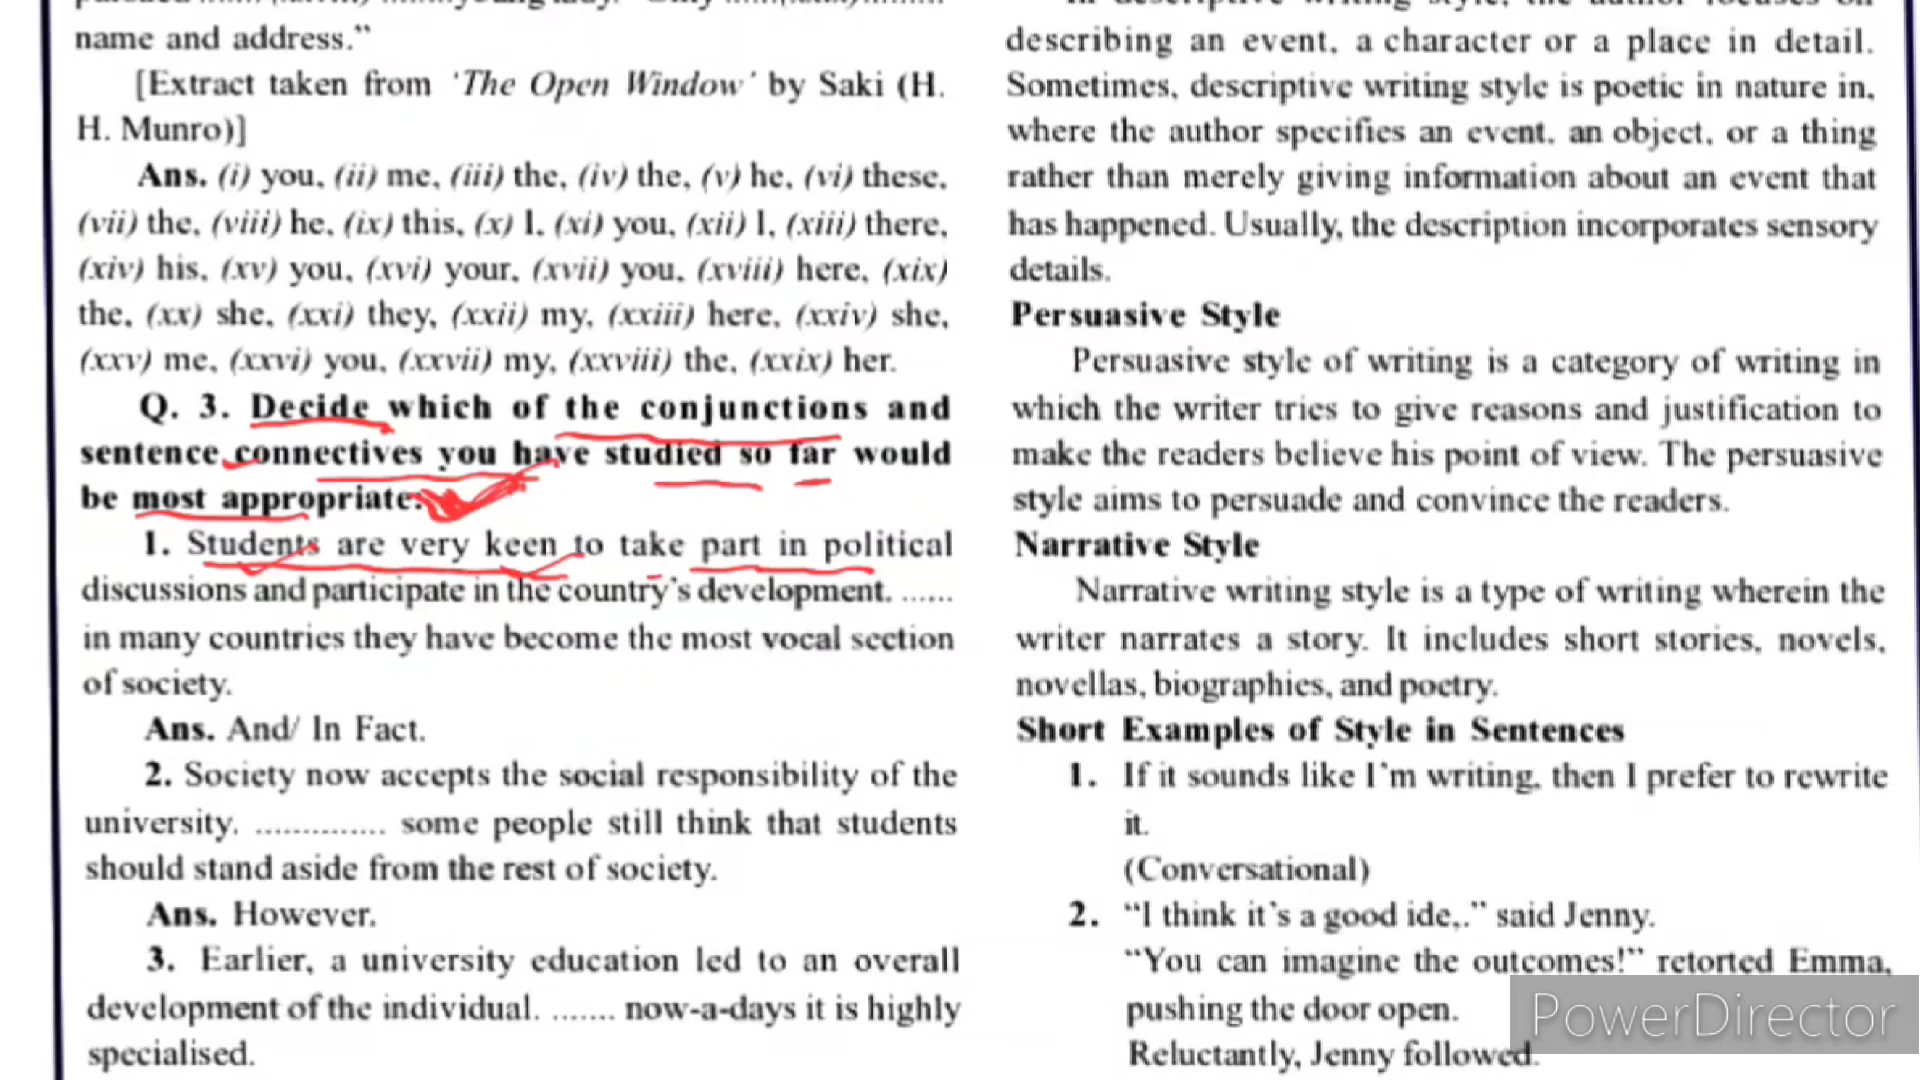 name and address."
[Extract taken from 'The Open Window' by Saki (H.
H. Munro)]
Ans. (i) you, (ii) me, (iii) the, (iv) the, (v) he, (vi) these,
(vii) the, (viii) he, (ix) this, (x) I, (xi) you, (xii) I, (xiii) there,
(xiv) his, (xv) you, (xvi) your, (xvii) you, (xviii) here, (xix)
the, (xx) she, (xxi) they, (xxii) my, (xxiii) here, (xxiv) she,
(xxv) me, (xxvi) you, (xxvii) my, (xxviii) the, (xxix) her.
Q. 3. Decide which of the conjunctions and
sentence connectives you have studied so far would
be most appropriate.
1. Students are very keen to take part in political
discussions and participate in the country's development. ......
in many countries they have become the most vocal section
of society.
Ans. And/ In Fact.
2. Society now accepts the social responsibility of the
university. .............. some people still think that students
should stand aside from the rest of society.
Ans. However.
3. Earlier, a university education led to an overall
development of the individual. ....... now-a-days it is highly
specialised.
describing an event, a character or a place in detail.
Sometimes, descriptive writing style is poetic in nature in,
where the author specifies an event, an object, or a thing
rather than merely giving information about an event that
has happened. Usually, the description incorporates sensory
details.
Persuasive Style
Persuasive style of writing is a category of writing in
which the writer tries to give reasons and justification to
make the readers believe his point of view. The persuasive
style aims to persuade and convince the readers.
Narrative Style
Narrative writing style is a type of writing wherein the
writer narrates a story. It includes short stories, novels,
novellas, biographies, and poetry.
Short Examples of Style in Sentences
1. If it sounds like I'm writing, then I prefer to rewrite
it.
(Conversational)
2. "I think it's a good ide,." said Jenny.
"You can imagine the outcomes!" retorted Emma,
pushing the door open.
Reluctantly, Jenny followed.
PowerDirector